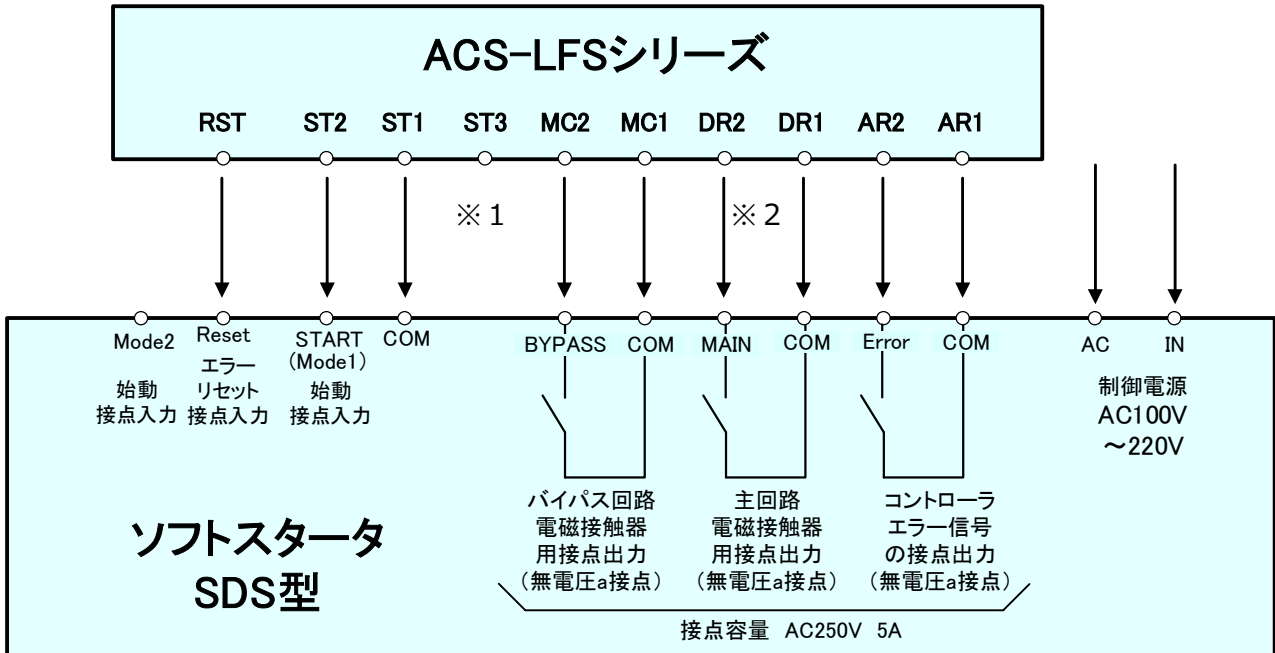 ACS-LFSシリーズ
RST ST2 ST1 ST3 MC2 MC1 DR2 DR1 AR2 AR1
※1 ※2
Mode2
始動
接点入力
Reset
エラー
リセット
接点入力
START
(Mode1)
始動
接点入力
COM
BYPASS COM MAIN COM Error COM
AC IN
制御電源
AC100V
~220V
バイパス回路
電磁接触器
用接点出力
(無電圧a接点)
主回路
電磁接触器
用接点出力
(無電圧a接点)
コントローラ
エラー信号
の接点出力
(無電圧a接点)
接点容量 AC250V 5A
ソフトスタータ
SDS型